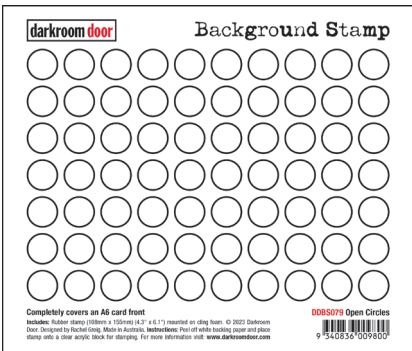 darkroom door
Background Stamp
Completely covers an A6 card front
DDBS079 Open Circles
Includes: Rubber stamp (108mm x 155mm) (4.3" x 6.1") mounted on cling foam. © 2023 Darkroom
Door. Designed by Rachel Greig. Made in Australia. Instructions: Peel off white backing paper and place
stamp onto a clear acrylic block for stamping. For more information visit: www.darkroomdoor.com
9 340836 009800